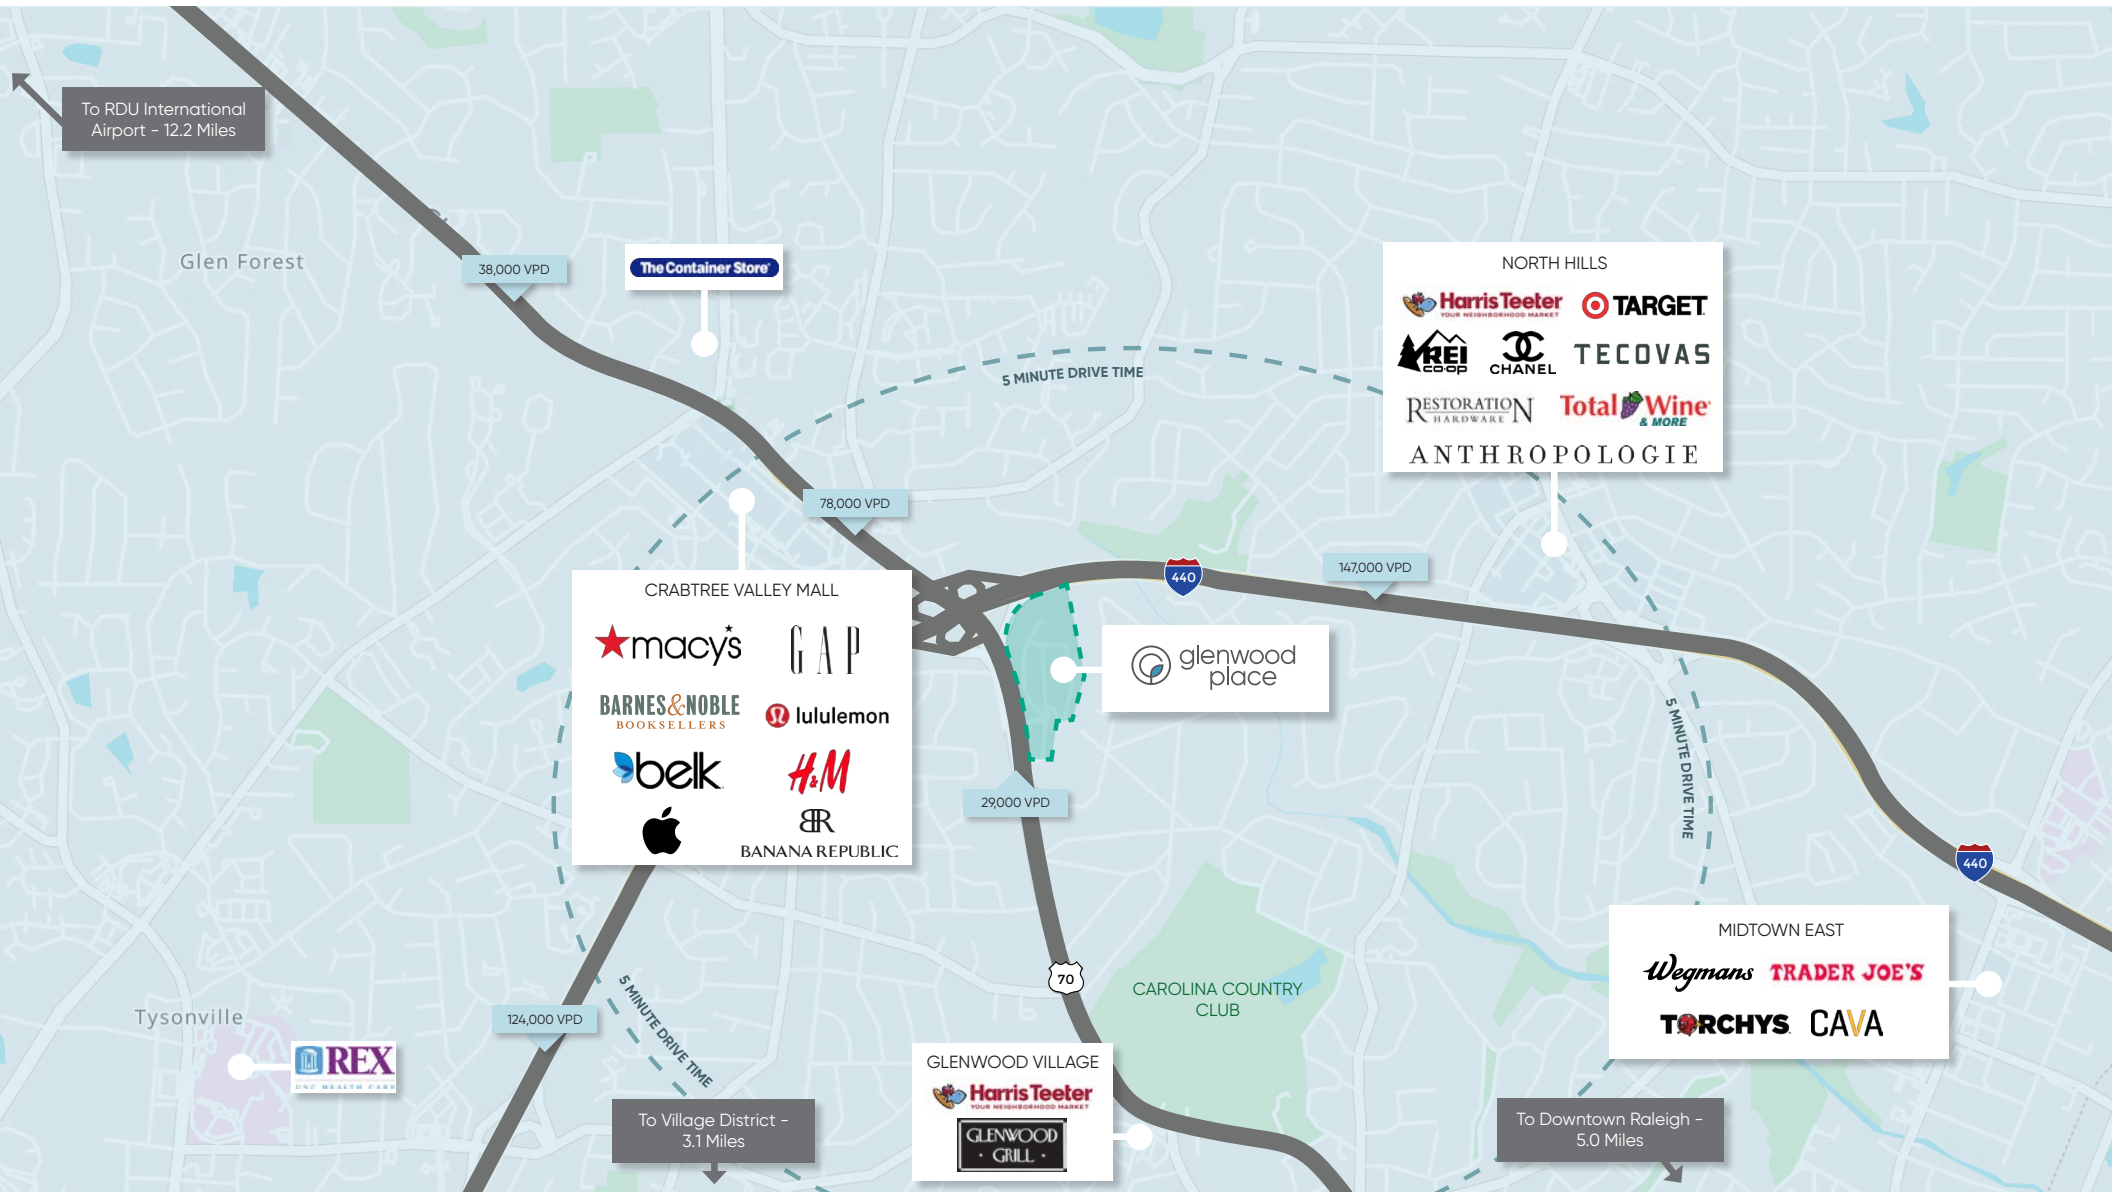 To RDU International
Airport - 12.2 Miles
Glen Forest
38,000 VPD
The Container Store
5 MINUTE DRIVE TIME
NORTH HILLS
Harris Teeter
YOUR NEIGHBORHOOD MARKET
TARGET
REI
CO-OP
CHANEL
TECOVAS
RESTORATION
HARDWARE
Total Wine
& MORE
ANTHROPOLOGIE
78,000 VPD
440
147,000 VPD
CRABTREE VALLEY MALL
macy's
GAP
BARNES & NOBLE
BOOKSELLERS
lululemon
belk
H&M
BR
BANANA REPUBLIC
glenwood
place
29,000 VPD
5 MINUTE DRIVE TIME
440
MIDTOWN EAST
Wegmans
TRADER JOE'S
TORCHYS
CAVA
70
CAROLINA COUNTRY
CLUB
124,000 VPD
5 MINUTE DRIVE TIME
Tysonville
REX
UNC HEALTH CARE
GLENWOOD VILLAGE
Harris Teeter
YOUR NEIGHBORHOOD MARKET
GLENWOOD
· GRILL ·
To Village District -
3.1 Miles
To Downtown Raleigh -
5.0 Miles